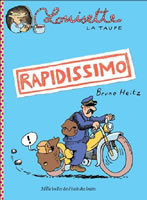 Louisette
LA TAUPE
RAPIDISSIMO
Bruno Heitz
!